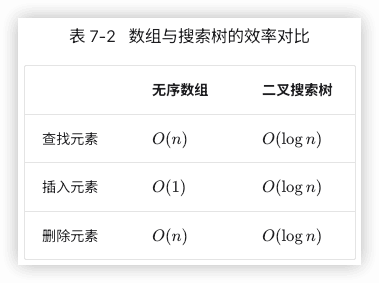 表 7-2 数组与搜索树的效率对比
无序数组 二叉搜索树
查找元素 O(n) O(log n)
插入元素 O(1) O(log n)
删除元素 O(n) O(log n)